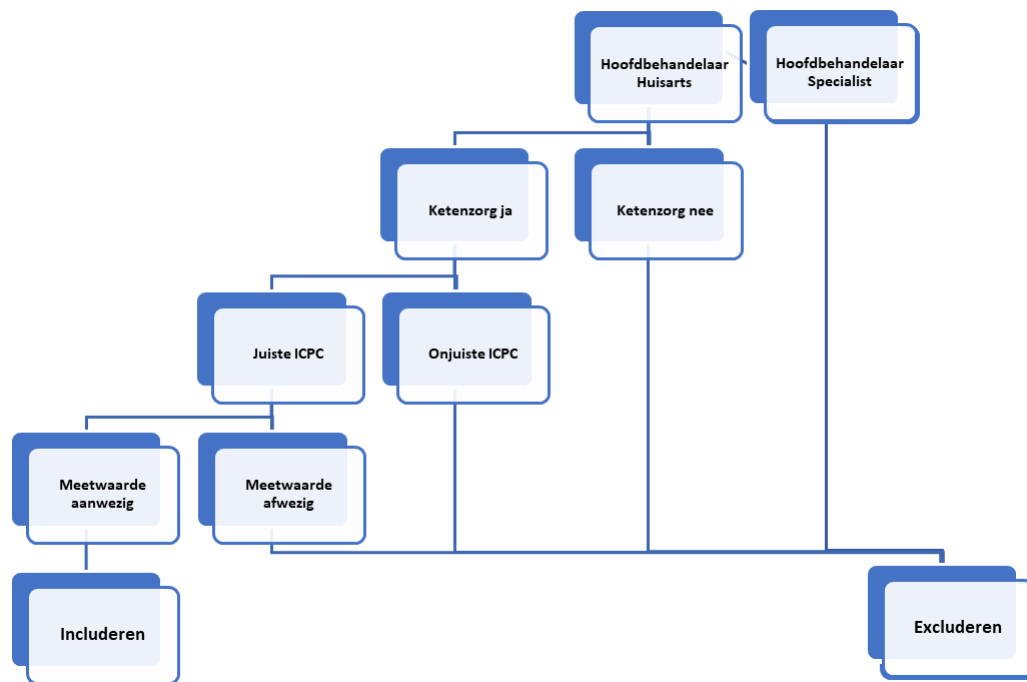 Hoofdbehandelaar
Huisarts
Hoofdbehandelaar
Specialist
Ketenzorg ja
Ketenzorg nee
Juiste ICPC
Onjuiste ICPC
Meetwaarde
aanwezig
Meetwaarde
afwezig
Includeren
Excluderen